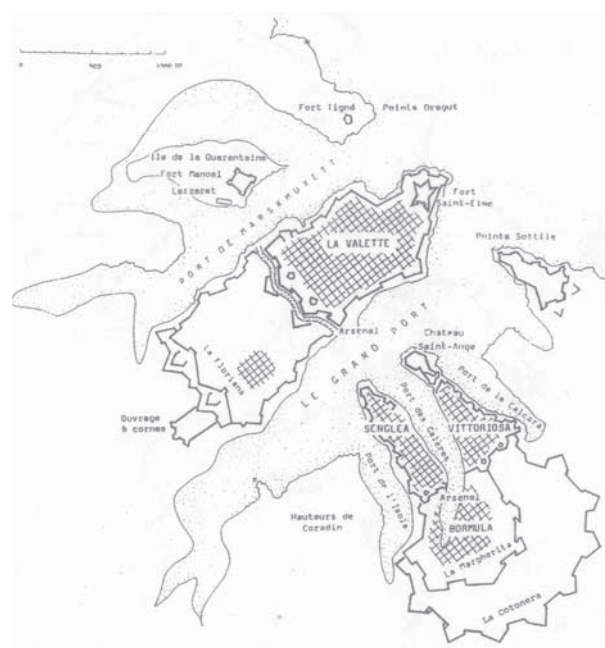 0 500 1000 m
Fort Tigné
Pointe Dragut
Ile de la Quarantaine
Fort Manoel
Lazzaret
PORT DE MARSAMUXETT
Fort
Saint-Elme
LA VALETTE
Pointe Sottile
Arsenal
Château
Saint-Ange
LE GRAND PORT
La Floriana
Port de la Calcara
Port des Galères
Ouvrage
à cornes
SENGLEA
VITTORIOSA
Port de l'Isola
Arsenal
Hauteurs de
Coradin
BORMULA
La Margherita
La Cotonera